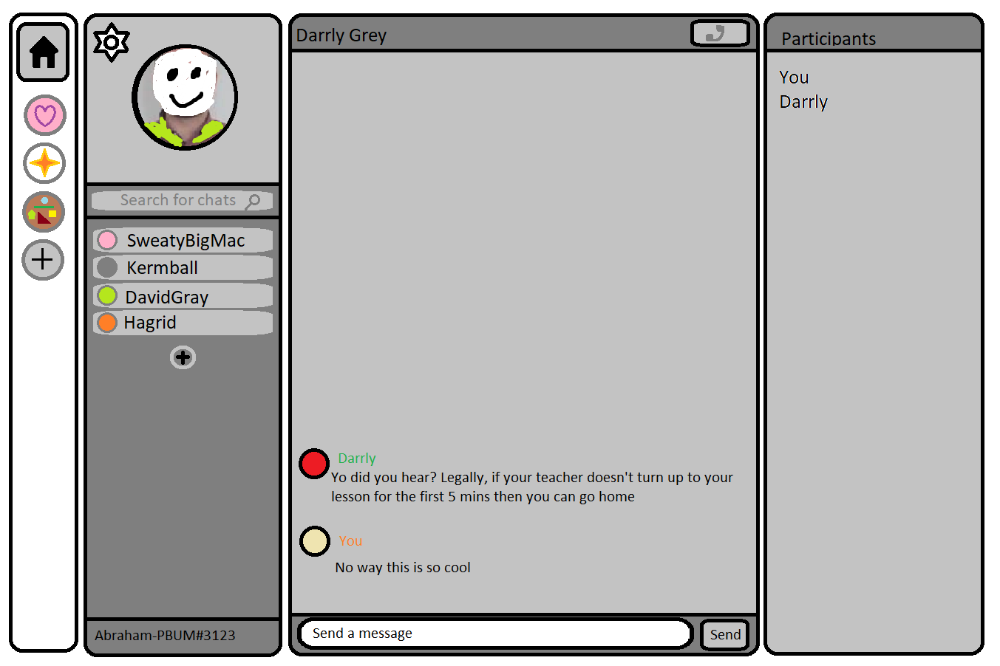 Search for chats
SweatyBigMac
Kermball
DavidGray
Hagrid
Abraham-PBUM#3123
Darrly Grey
Darrly
Yo did you hear? Legally, if your teacher doesn't turn up to your
lesson for the first 5 mins then you can go home
You
No way this is so cool
Send a message
Send
Participants
You
Darrly